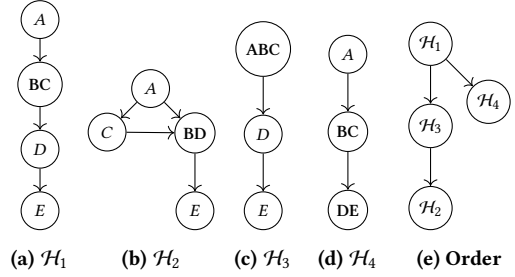 A
BC
D
E
(a) ℋ₁
A
C
BD
E
(b) ℋ₂
ABC
D
E
(c) ℋ₃
A
BC
DE
(d) ℋ₄
ℋ₁
ℋ₄
ℋ₃
ℋ₂
(e) Order